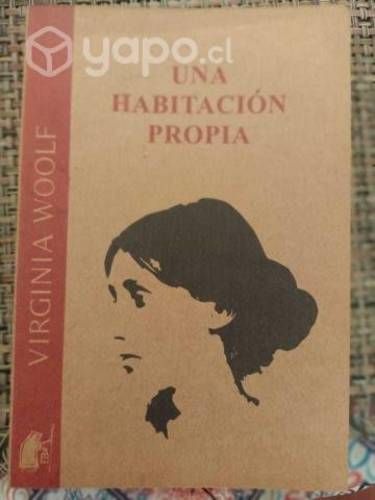 yapo.cl
UNA
HABITACIÓN
PROPIA
VIRGINIA WOOLF